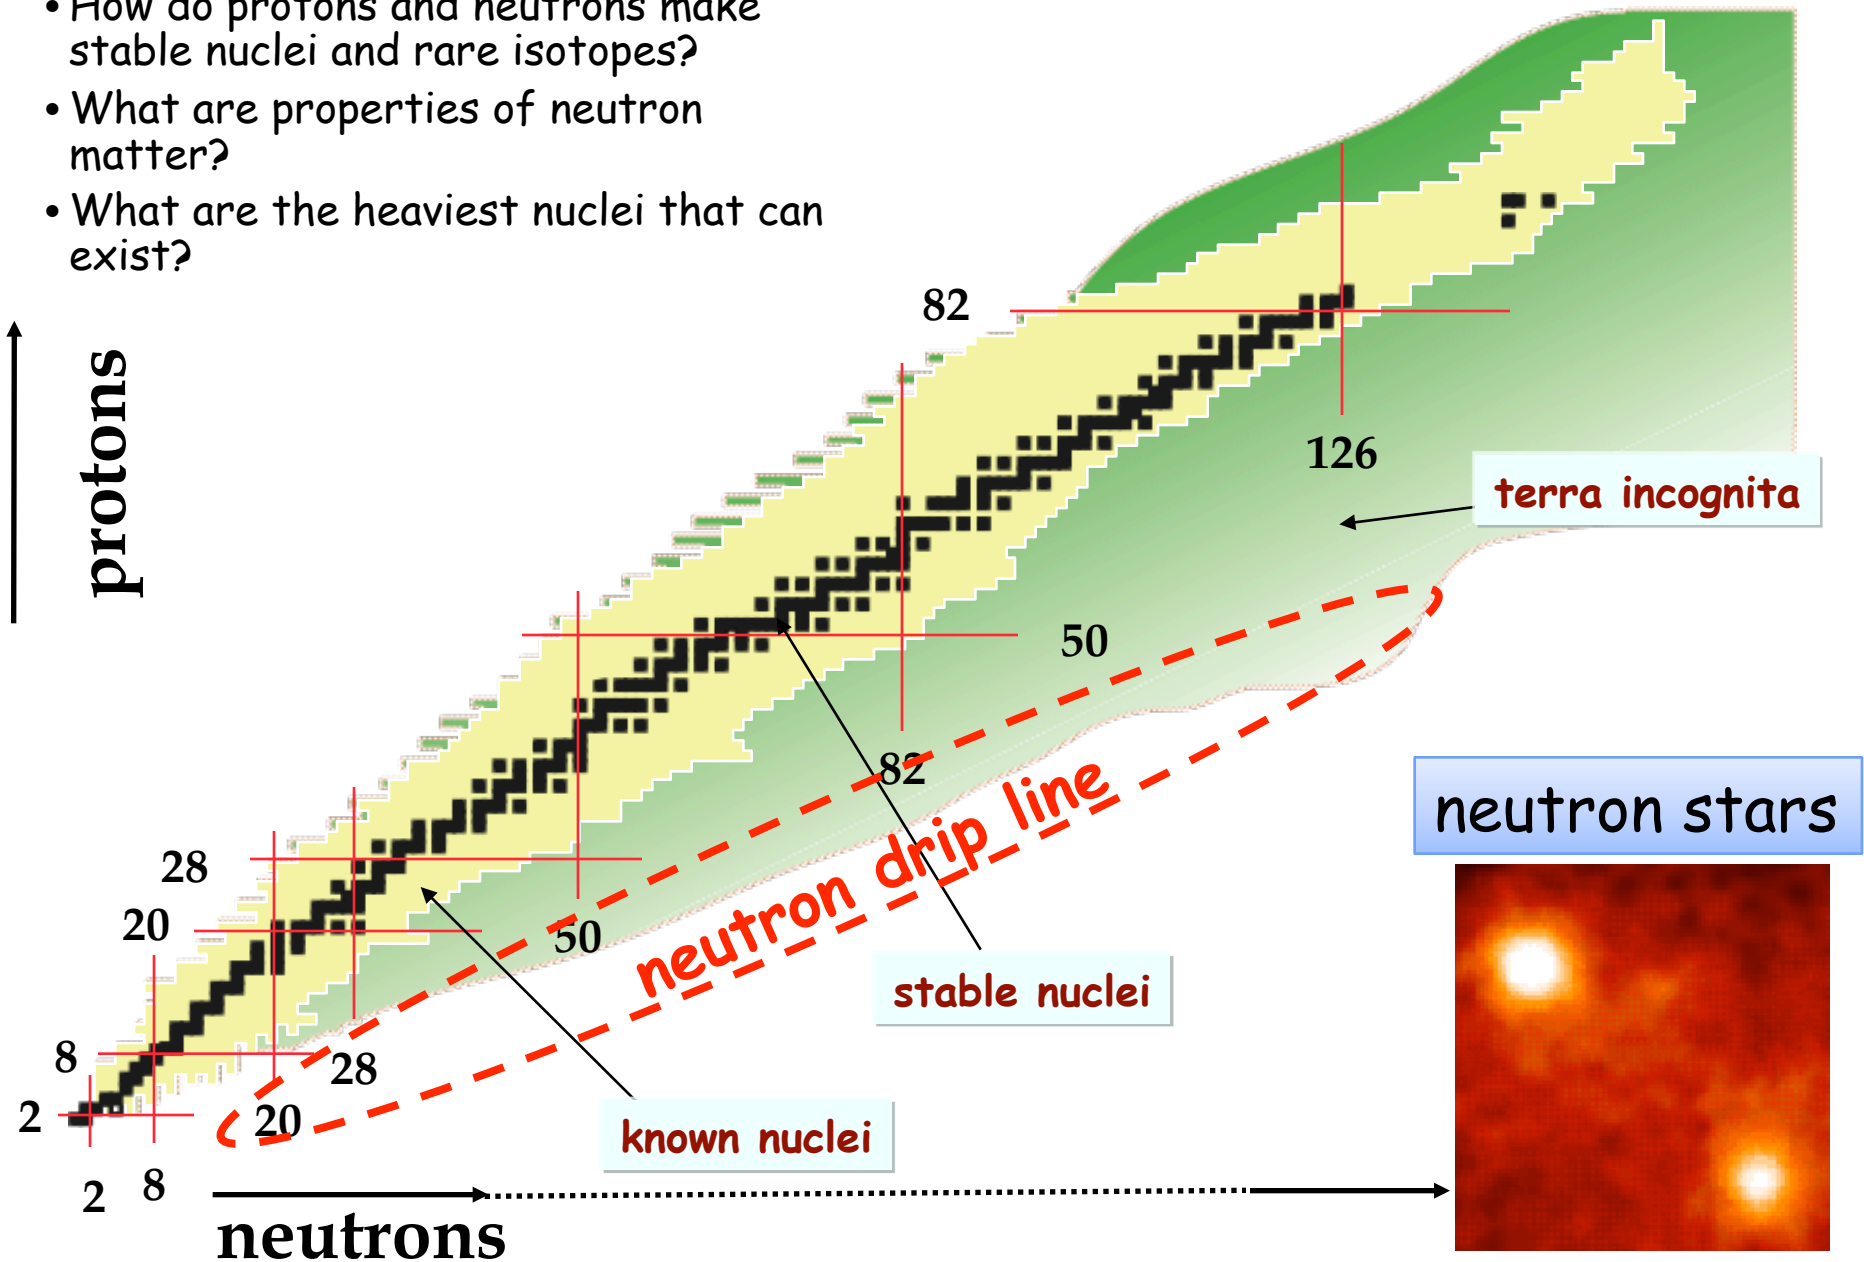 • How do protons and neutrons make
stable nuclei and rare isotopes?
• What are properties of neutron
matter?
• What are the heaviest nuclei that can
exist?
82
protons
126
terra incognita
50
82
neutron stars
28
20
50
neutron drip line
stable nuclei
8
28
2
20
known nuclei
2
8
neutrons